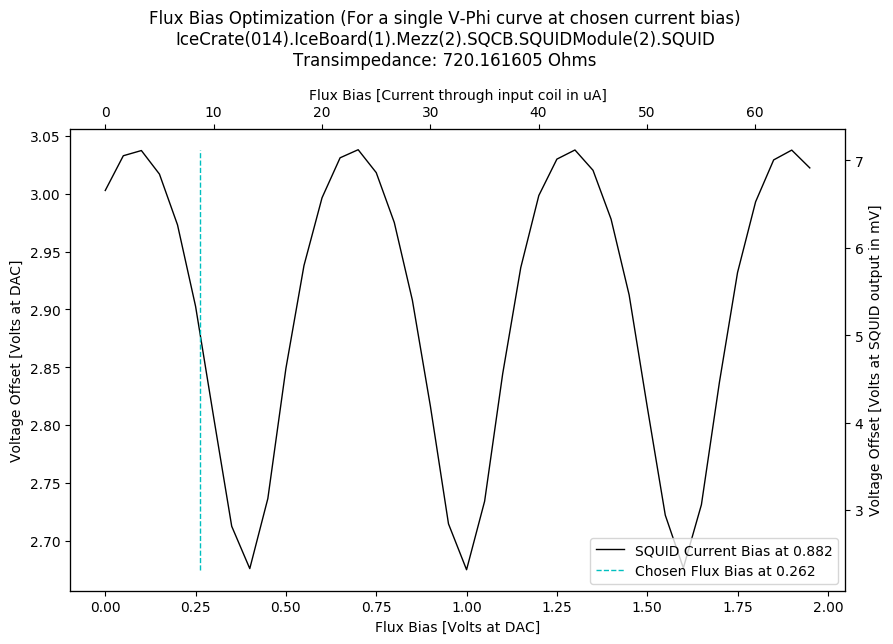 Flux Bias Optimization (For a single V-Phi curve at chosen current bias)
IceCrate(014).IceBoard(1).Mezz(2).SQCB.SQUIDModule(2).SQUID
Transimpedance: 720.161605 Ohms
Flux Bias [Current through input coil in uA]
0 10 20 30 40 50 60
3.05
3.00
2.95
2.90
2.85
2.80
2.75
2.70
Voltage Offset [Volts at DAC]
7
6
5
4
3
Voltage Offset [Volts at SQUID output in mV]
SQUID Current Bias at 0.882
Chosen Flux Bias at 0.262
0.00 0.25 0.50 0.75 1.00 1.25 1.50 1.75 2.00
Flux Bias [Volts at DAC]